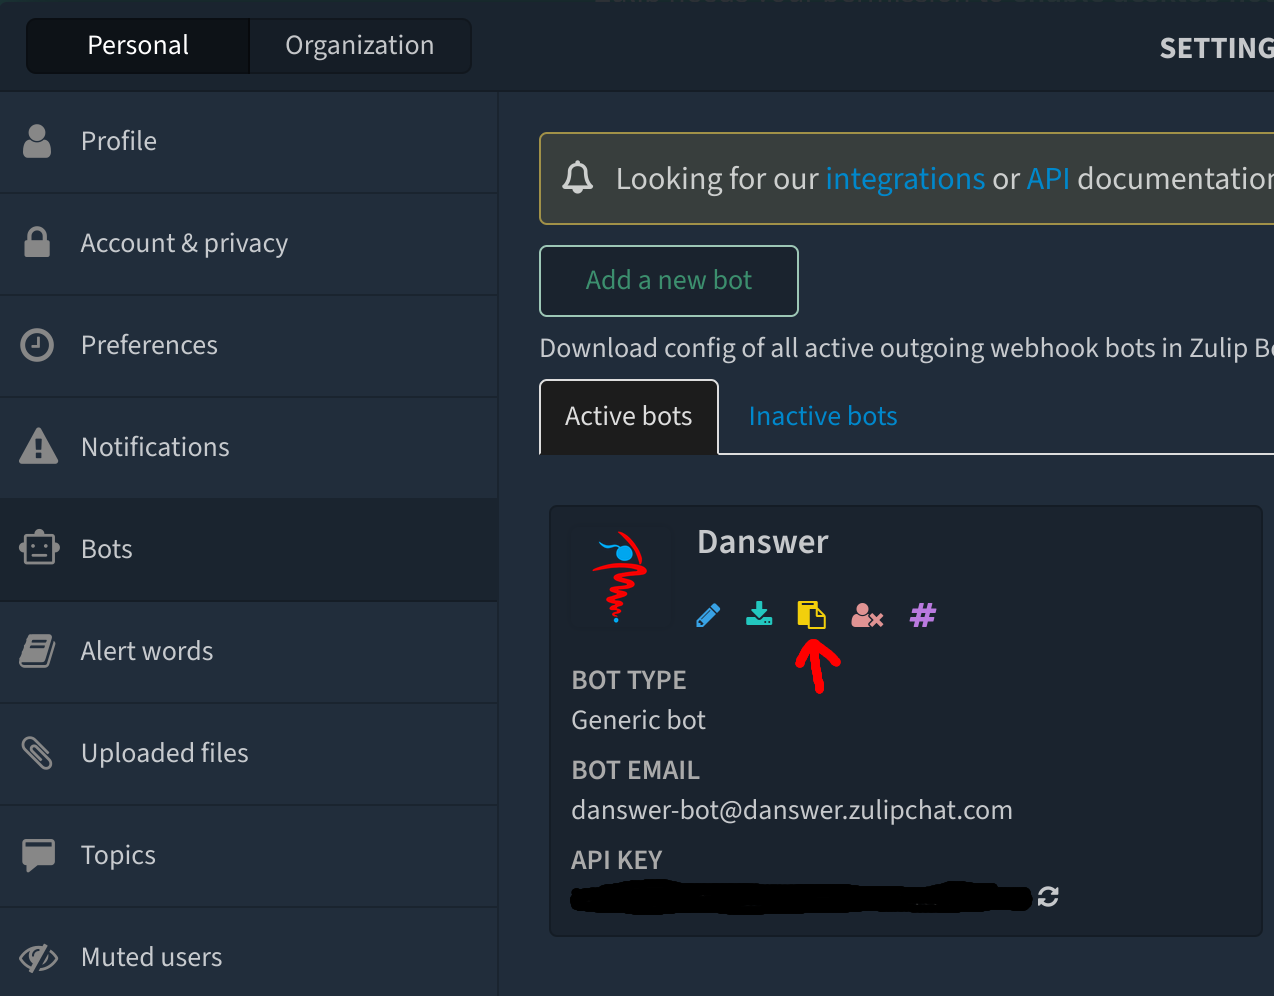 Personal
Organization
SETTING
Profile
Account & privacy
Preferences
Notifications
Bots
Alert words
Uploaded files
Topics
Muted users
Looking for our integrations or API documentation
Add a new bot
Download config of all active outgoing webhook bots in Zulip
Active bots
Inactive bots
Danswer
BOT TYPE
Generic bot
BOT EMAIL
danswer-bot@danswer.zulipchat.com
API KEY